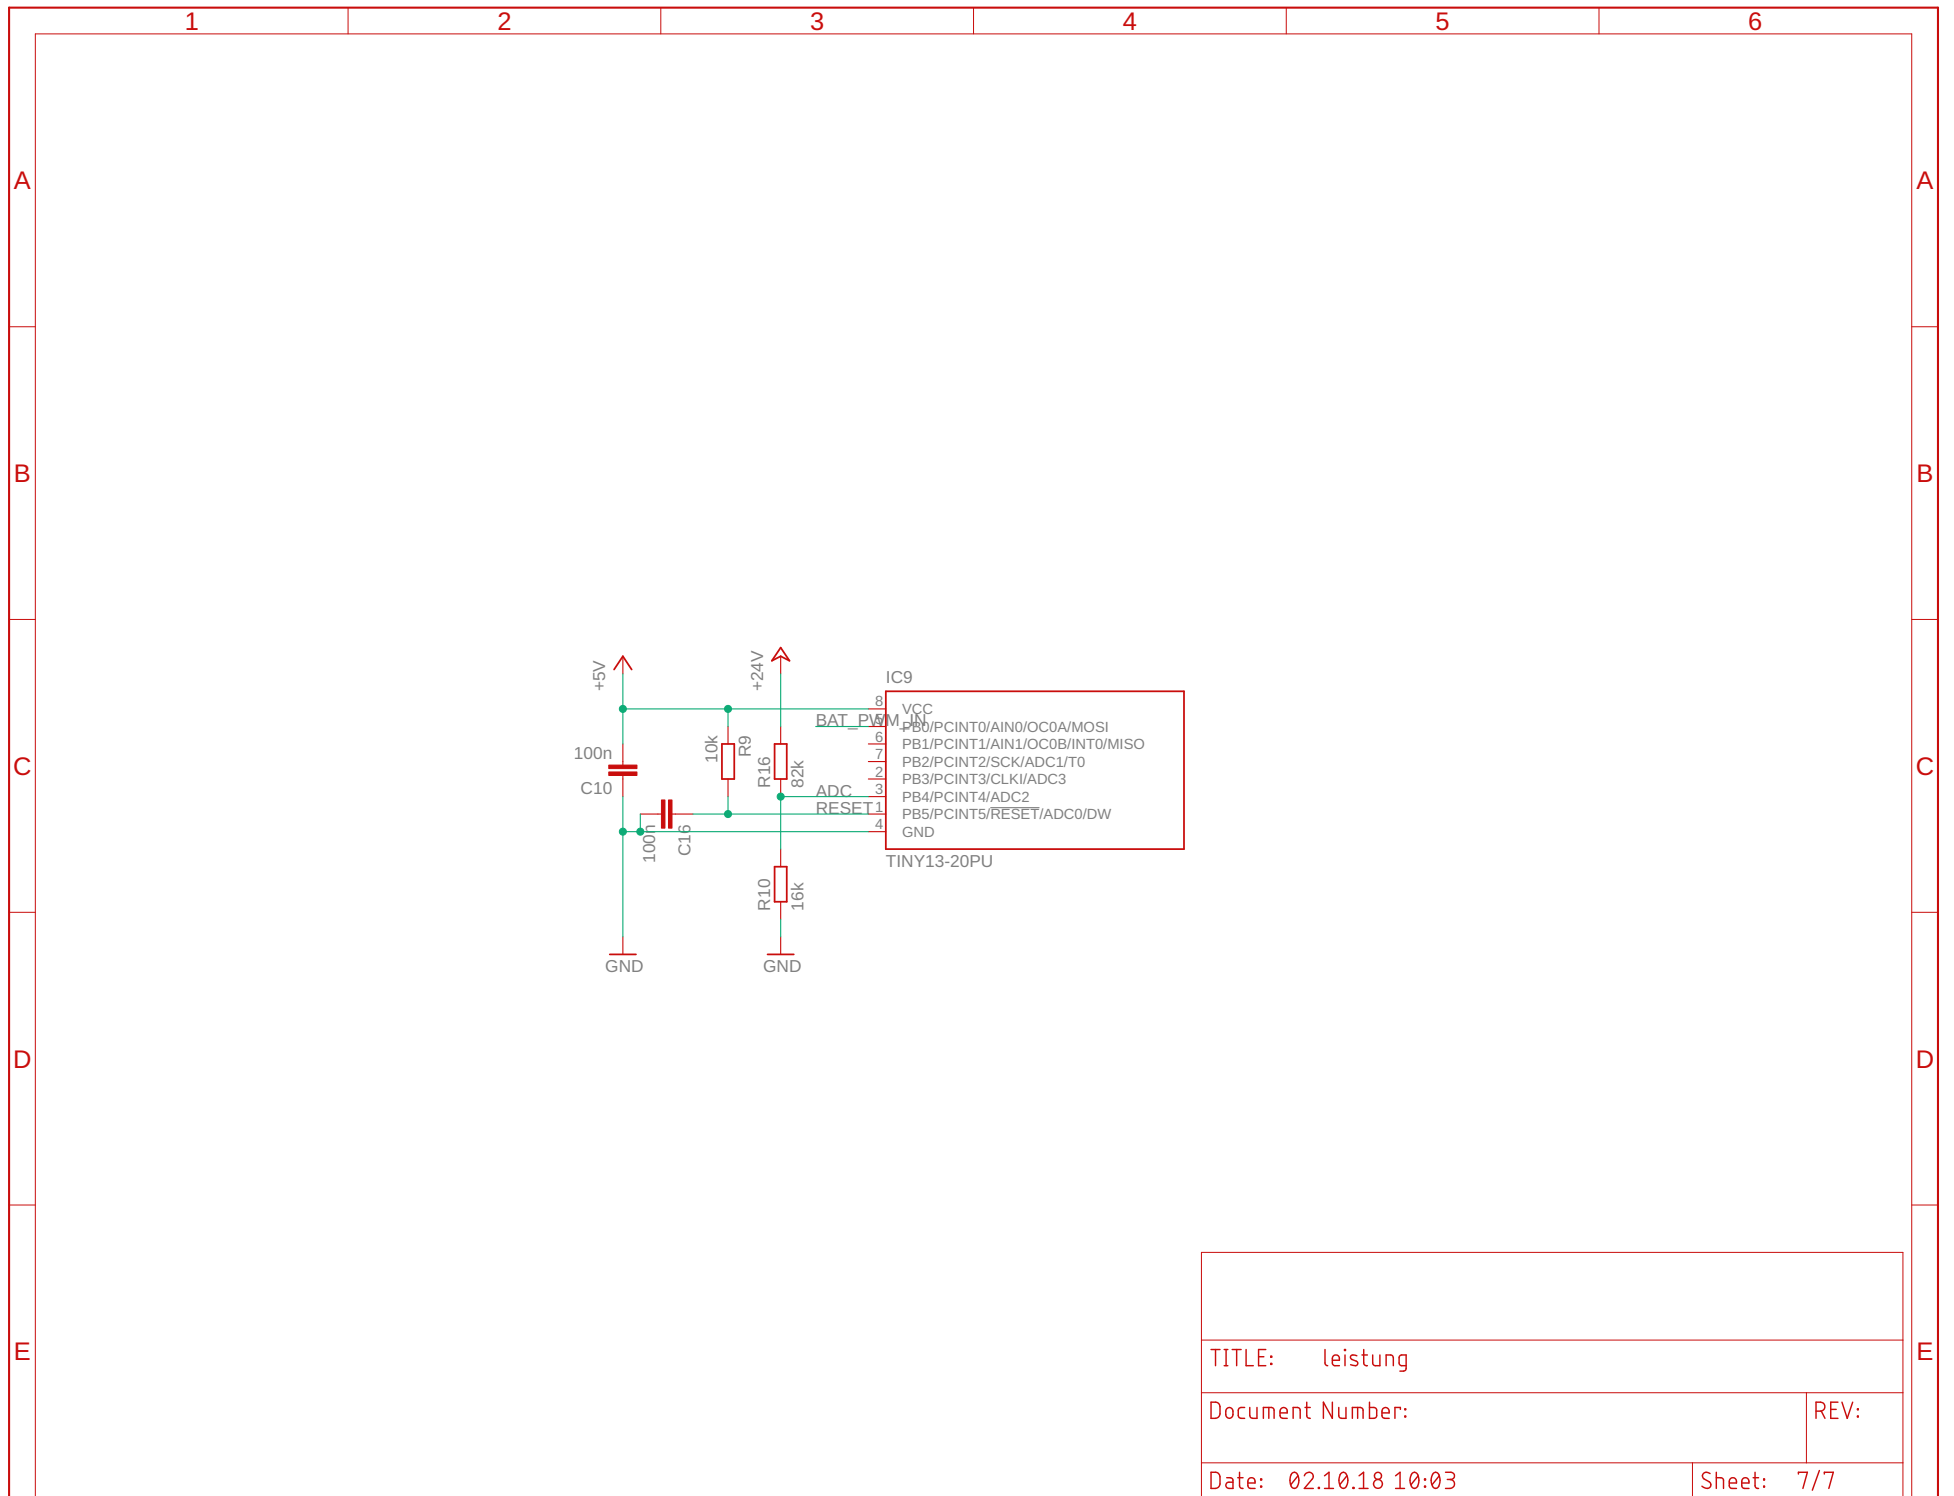 1 2 3 4 5 6
A A
B B
C C
D D
E E
+5V
+24V
IC9
8 VCC
BAT_PWM_IN
5 PB0/PCINT0/AIN0/OC0A/MOSI
6 PB1/PCINT1/AIN1/OC0B/INT0/MISO
7 PB2/PCINT2/SCK/ADC1/T0
2 PB3/PCINT3/CLKI/ADC3
ADC
3 PB4/PCINT4/ADC2
RESET
1 PB5/PCINT5/RESET/ADC0/DW
4 GND
TINY13-20PU
100n
C10
10k
R9
R16
82k
100n
C16
R10
16k
GND
GND
TITLE: leistung
Document Number:
REV:
Date: 02.10.18 10:03
Sheet: 7/7